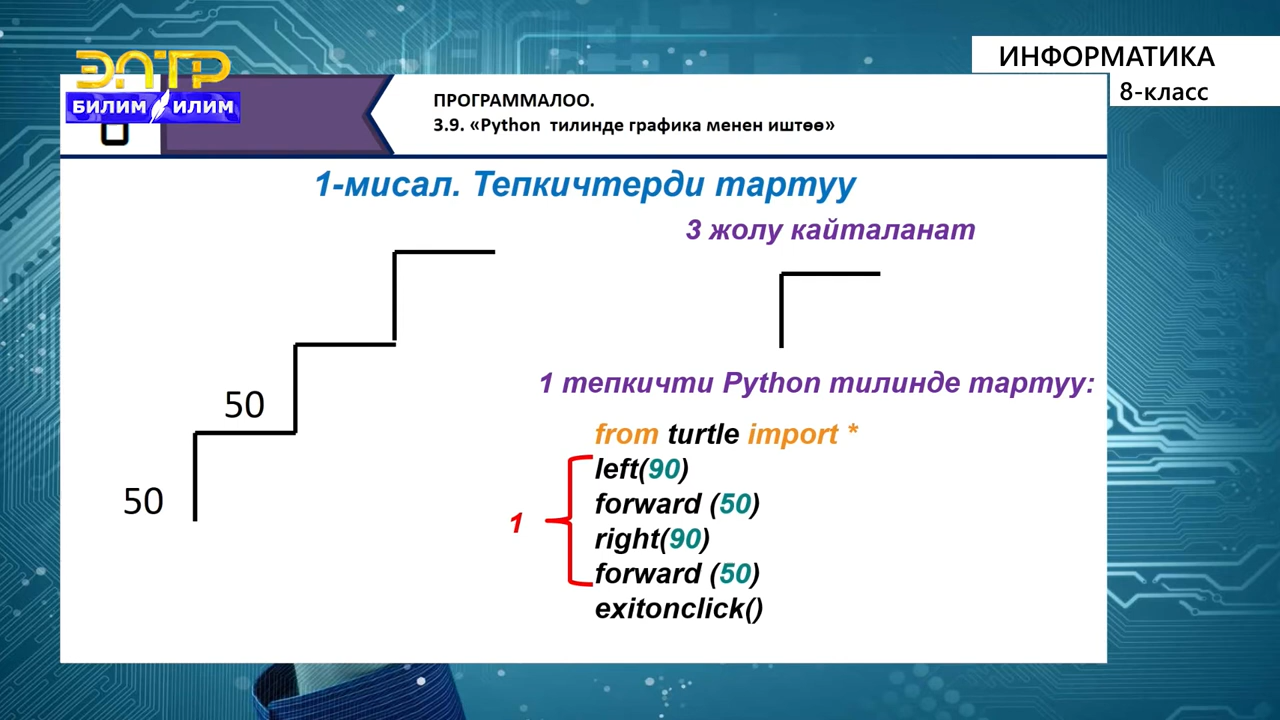 ЭЛТР
БИЛИМ ИЛИМ
ИНФОРМАТИКА
8-класс
ПРОГРАММАЛОО.
3.9. «Python тилинде графика менен иштөө»
1-мисал. Тепкичтерди тартуу
3 жолу кайталанат
50
50
1 тепкичти Python тилинде тартуу:
from turtle import *
left(90)
forward (50)
1
right(90)
forward (50)
exitonclick()